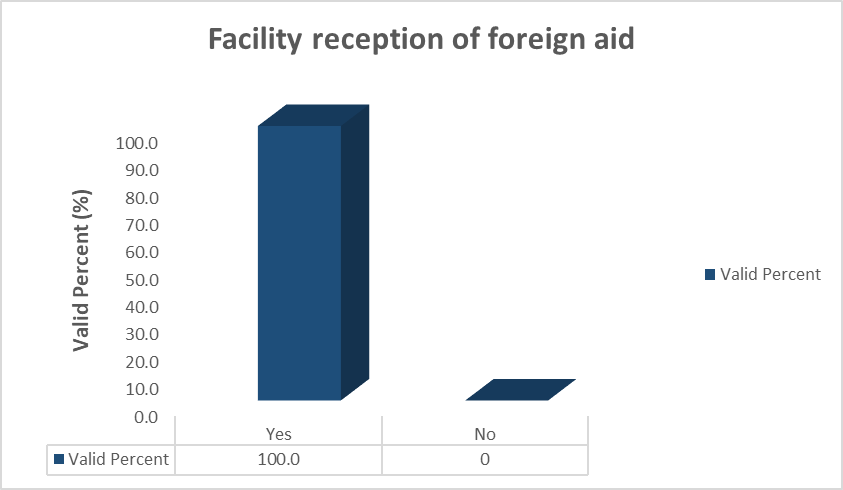 Facility reception of foreign aid
Valid Percent (%)
100.0
90.0
80.0
70.0
60.0
50.0
40.0
30.0
20.0
10.0
0.0
Valid Percent
Yes No
Valid Percent 100.0 0